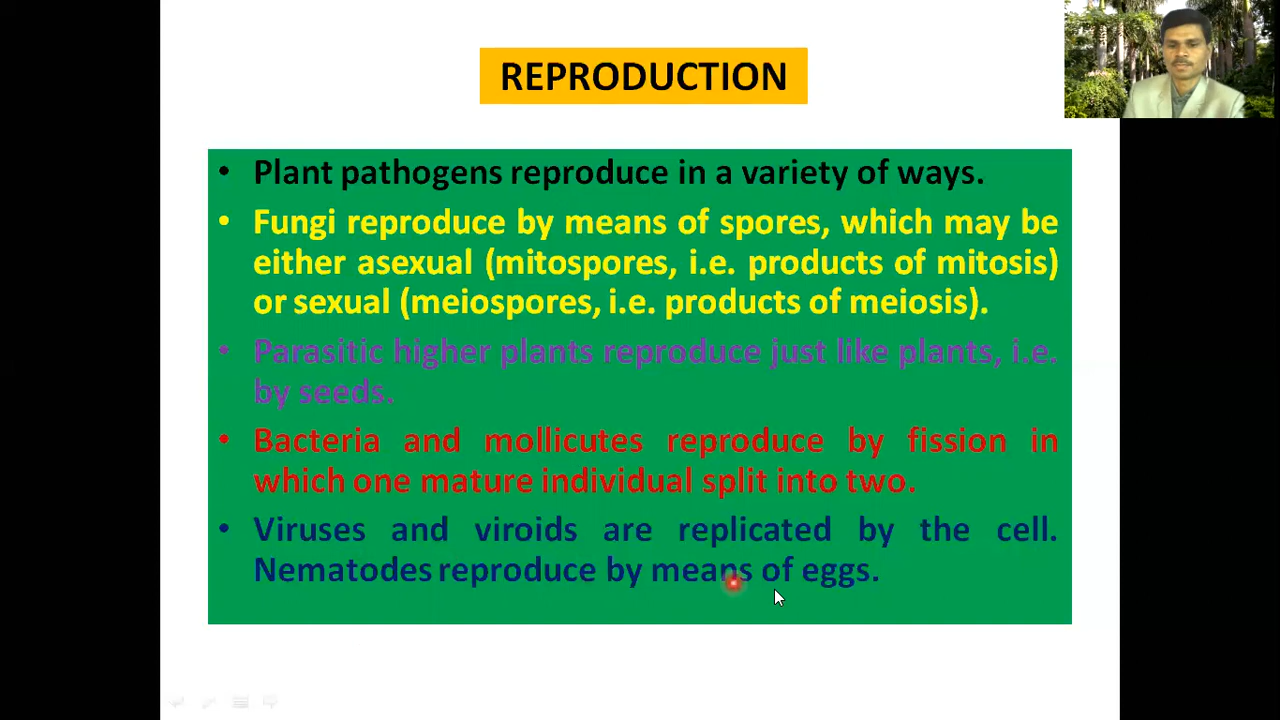 REPRODUCTION
• Plant pathogens reproduce in a variety of ways.
• Fungi reproduce by means of spores, which may be
either asexual (mitospores, i.e. products of mitosis)
or sexual (meiospores, i.e. products of meiosis).
• Parasitic higher plants reproduce just like plants, i.e.
by seeds.
• Bacteria and mollicutes reproduce by fission in
which one mature individual split into two.
• Viruses and viroids are replicated by the cell.
Nematodes reproduce by means of eggs.